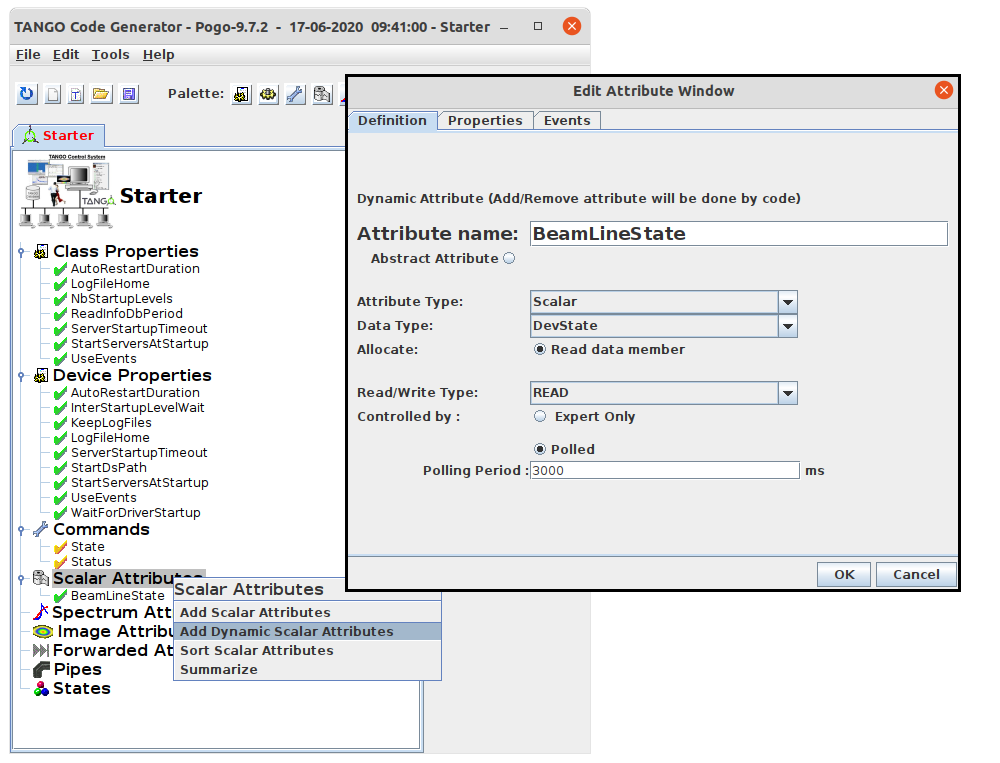 TANGO Code Generator - Pogo-9.7.2 - 17-06-2020 09:41:00 - Starter
File Edit Tools Help
Palette:
Starter
TANGO Control System
TANGO
Starter
Class Properties
AutoRestartDuration
LogFileHome
NbStartupLevels
ReadInfoDbPeriod
ServerStartupTimeout
StartServersAtStartup
UseEvents
Device Properties
AutoRestartDuration
InterStartupLevelWait
KeepLogFiles
LogFileHome
ServerStartupTimeout
StartDsPath
StartServersAtStartup
UseEvents
WaitForDriverStartup
Commands
State
Status
Scalar Attributes
BeamLineState
Spectrum Att
Image Attribu
Forwarded At
Pipes
States
Scalar Attributes
Add Scalar Attributes
Add Dynamic Scalar Attributes
Sort Scalar Attributes
Summarize
Edit Attribute Window
Definition Properties Events
Dynamic Attribute (Add/Remove attribute will be done by code)
Attribute name: BeamLineState
Abstract Attribute
Attribute Type: Scalar
Data Type: DevState
Allocate: Read data member
Read/Write Type: READ
Controlled by : Expert Only
Polled
Polling Period : 3000 ms
OK Cancel